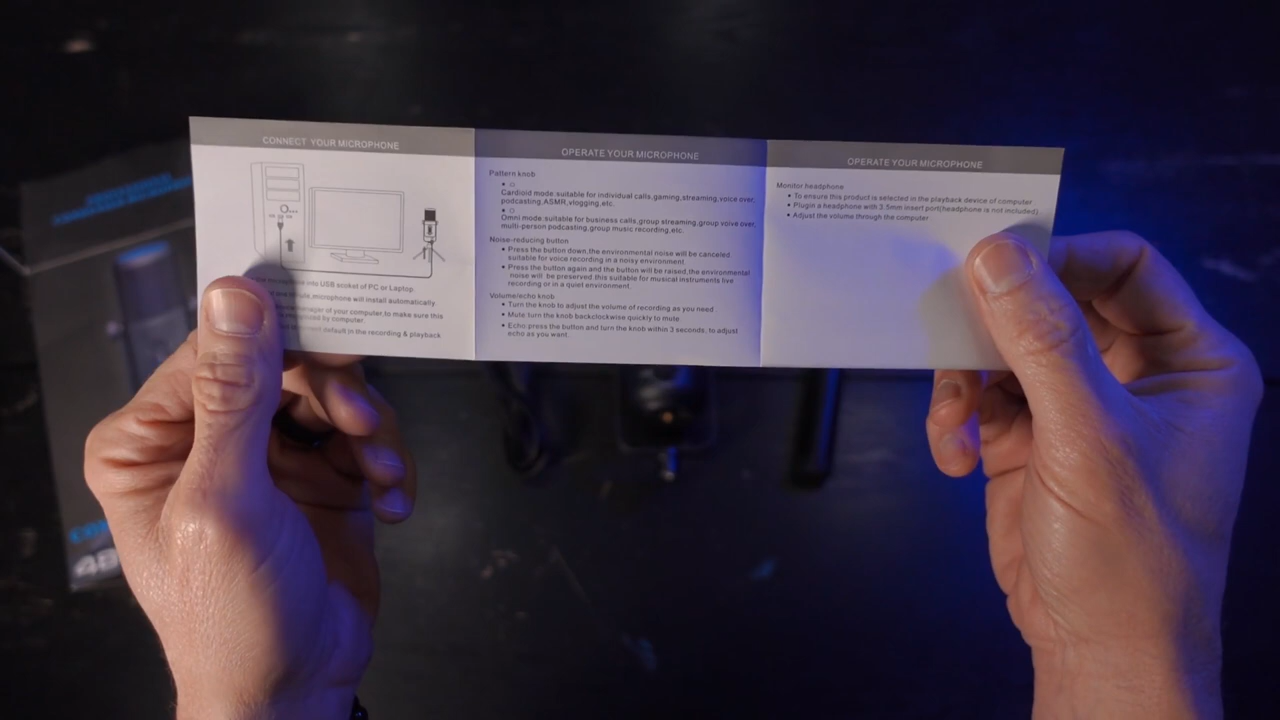 CONNECT YOUR MICROPHONE
microphone into USB socket of PC or Laptop.
microphone will install automatically.
of your computer,to make sure this
by computer.
default in the recording & playback
OPERATE YOUR MICROPHONE
Pattern knob
Cardioid mode:suitable for individual calls,gaming,streaming,voice over,
podcasting,ASMR,vlogging,etc.
Omni mode:suitable for business calls,group streaming,group voive over,
multi-person podcasting,group music recording,etc.
Noise-reducing button
• Press the button down,the environmental noise will be canceled
suitable for voice recording in a noisy environment.
• Press the button again and the button will be raised,the environmental
noise will be preserved.this suitable for musical instruments live
recording or in a quiet environment.
Volume/echo knob
• Turn the knob to adjust the volume of recording as you need
• Mute:turn the knob backclockwise quickly to mute
• Echo:press the button and turn the knob within 3 seconds, to adjust
echo as you want.
OPERATE YOUR MICROPHONE
Monitor headphone
• To ensure this product is selected in the playback device of computer
• Plugin a headphone with 3.5mm insert port(headphone is not included)
• Adjust the volume through the computer